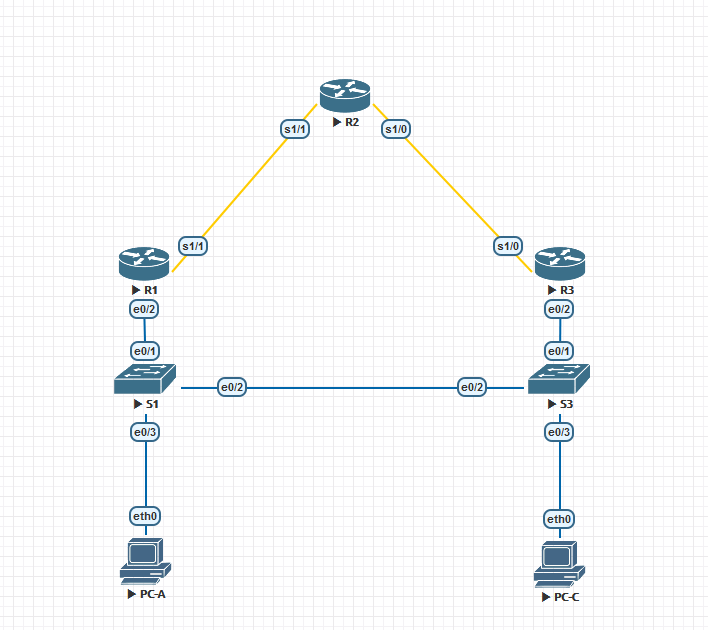 R2
s1/1
s1/0
s1/1
s1/0
R1
R3
e0/2
e0/2
e0/1
e0/1
e0/2
e0/2
S1
S3
e0/3
e0/3
eth0
eth0
PC-A
PC-C